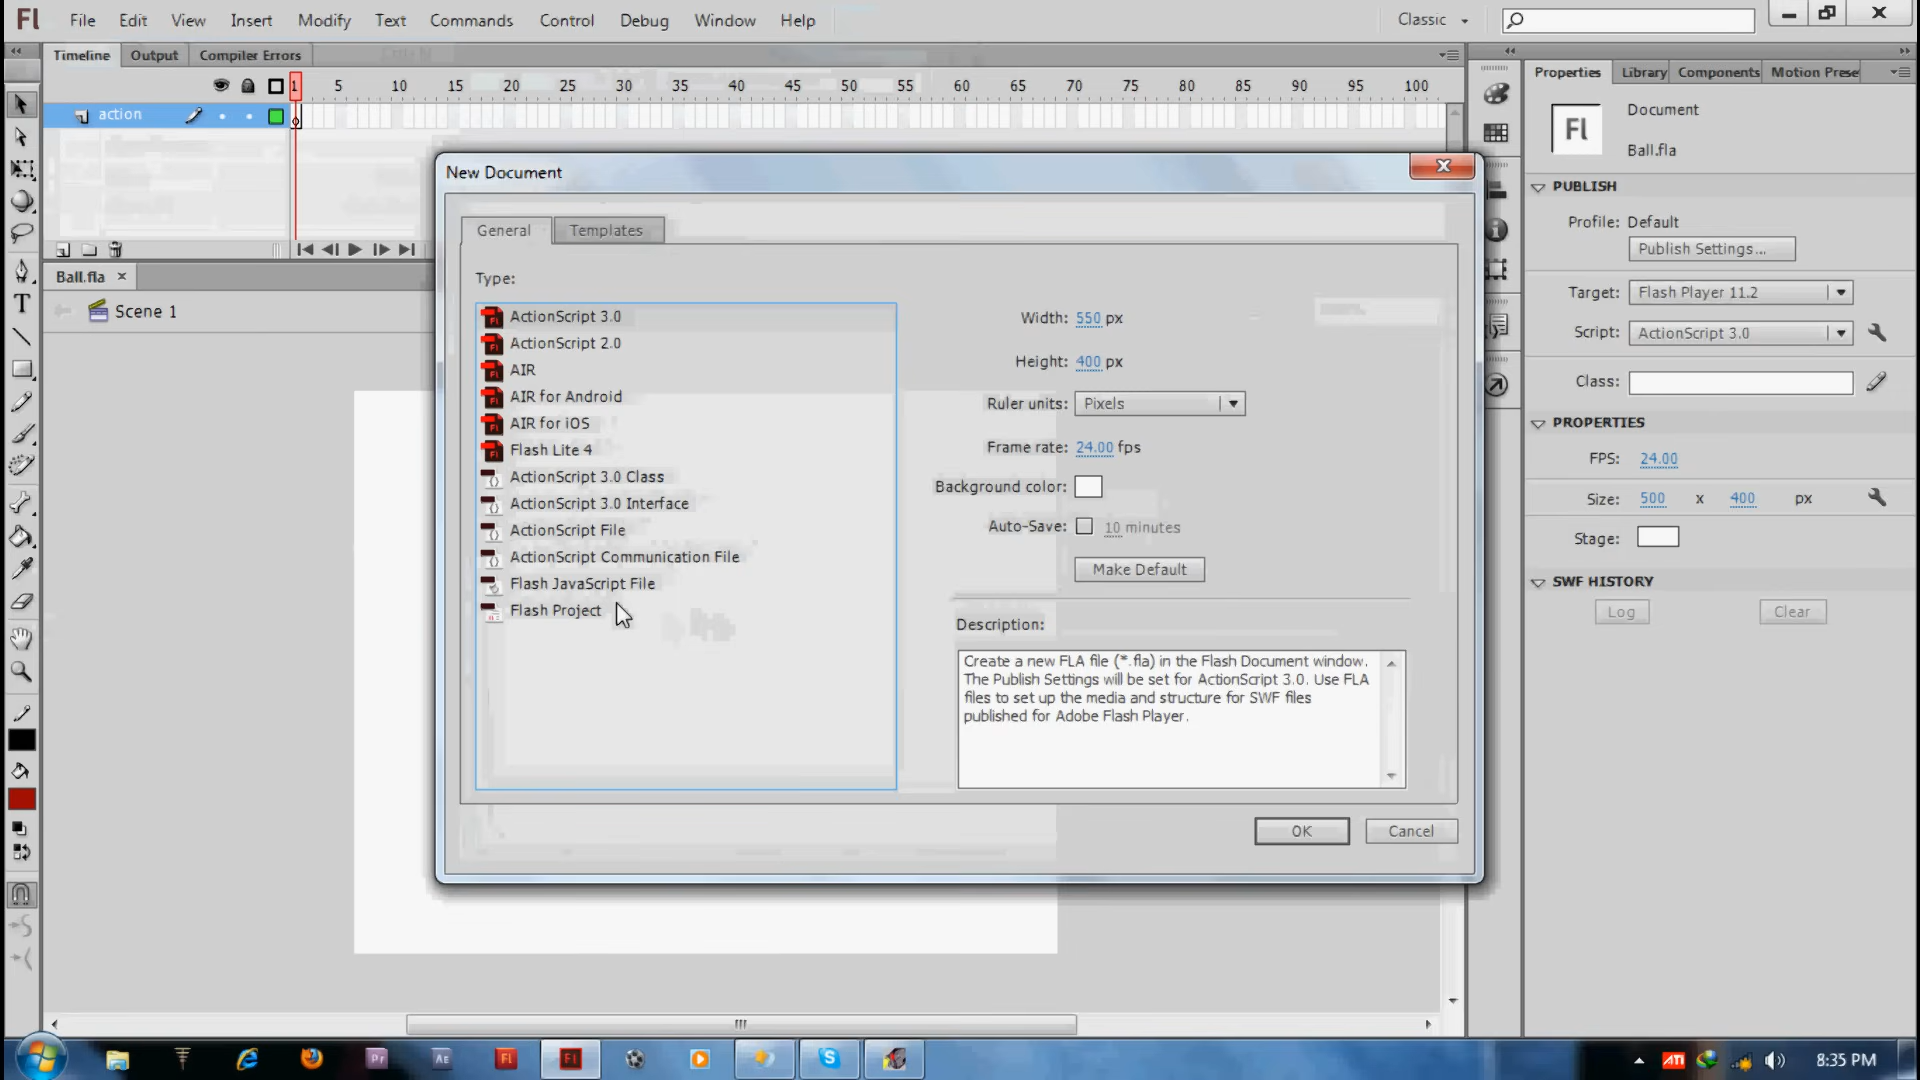 Fl File Edit View Insert Modify Text Commands Control Debug Window Help Classic
Timeline Output Compiler Errors
1 5 10 15 20 25 30 35 40 45 50 55 60 65 70 75 80 85 90 95 100
action
Ball.fla
Scene 1
New Document
General Templates
Type:
ActionScript 3.0
ActionScript 2.0
AIR
AIR for Android
AIR for iOS
Flash Lite 4
ActionScript 3.0 Class
ActionScript 3.0 Interface
ActionScript File
ActionScript Communication File
Flash JavaScript File
Flash Project
Width: 550 px
Height: 400 px
Ruler units: Pixels
Frame rate: 24.00 fps
Background color:
Auto-Save: 10 minutes
Make Default
Description:
Create a new FLA file (*.fla) in the Flash Document window.
The Publish Settings will be set for ActionScript 3.0. Use FLA
files to set up the media and structure for SWF files
published for Adobe Flash Player.
OK Cancel
Properties Library Components Motion Prese
Fl
Document
Ball.fla
PUBLISH
Profile: Default
Publish Settings...
Target: Flash Player 11.2
Script: ActionScript 3.0
Class:
PROPERTIES
FPS: 24.00
Size: 500 x 400 px
Stage:
SWF HISTORY
Log Clear
Pr AE Fl Fl
ATI
8:35 PM